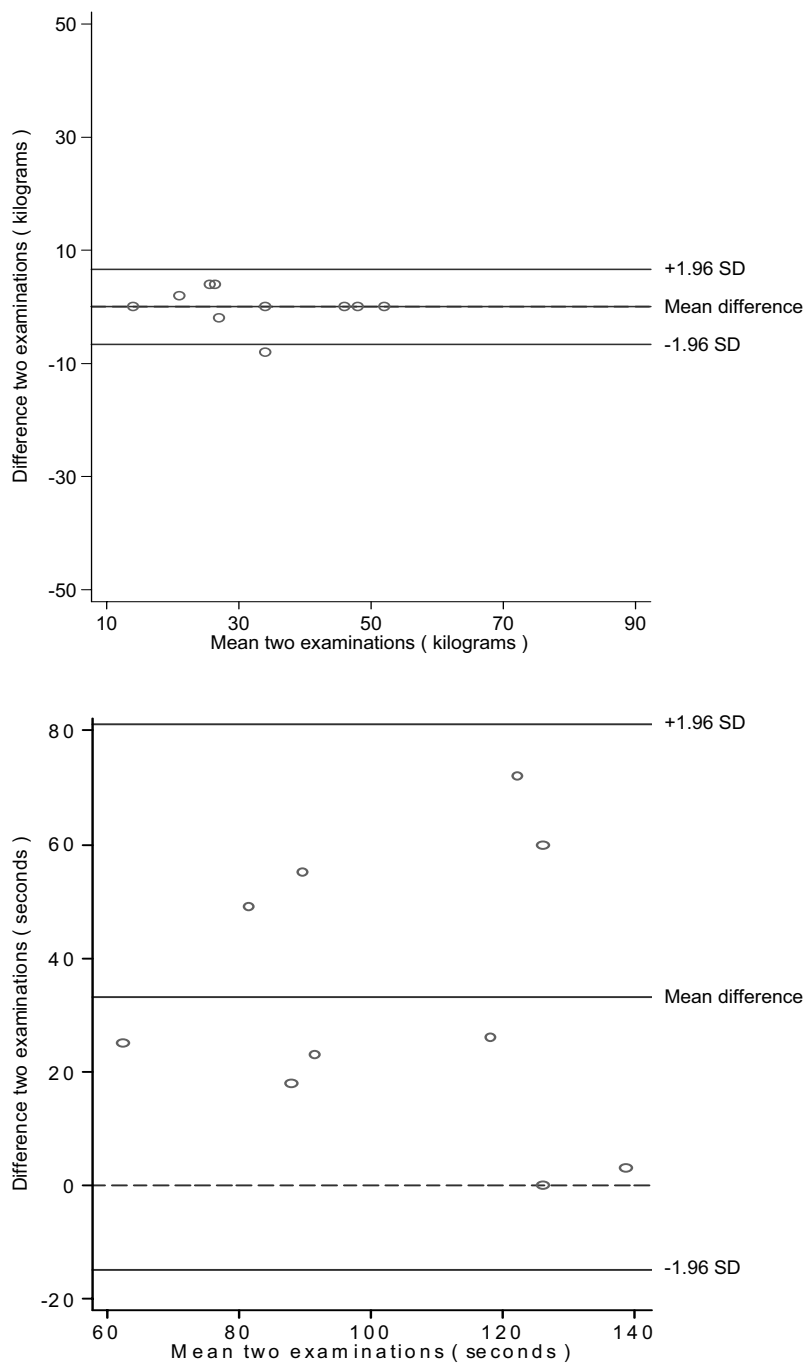 50
30
10
-10
-30
-50
Difference two examinations ( kilograms )
+1.96 SD
Mean difference
-1.96 SD
10 30 50 70 90
Mean two examinations ( kilograms )
80
60
40
20
0
-20
Difference two examinations ( seconds )
+1.96 SD
Mean difference
-1.96 SD
60 80 100 120 140
Mean two examinations ( seconds )